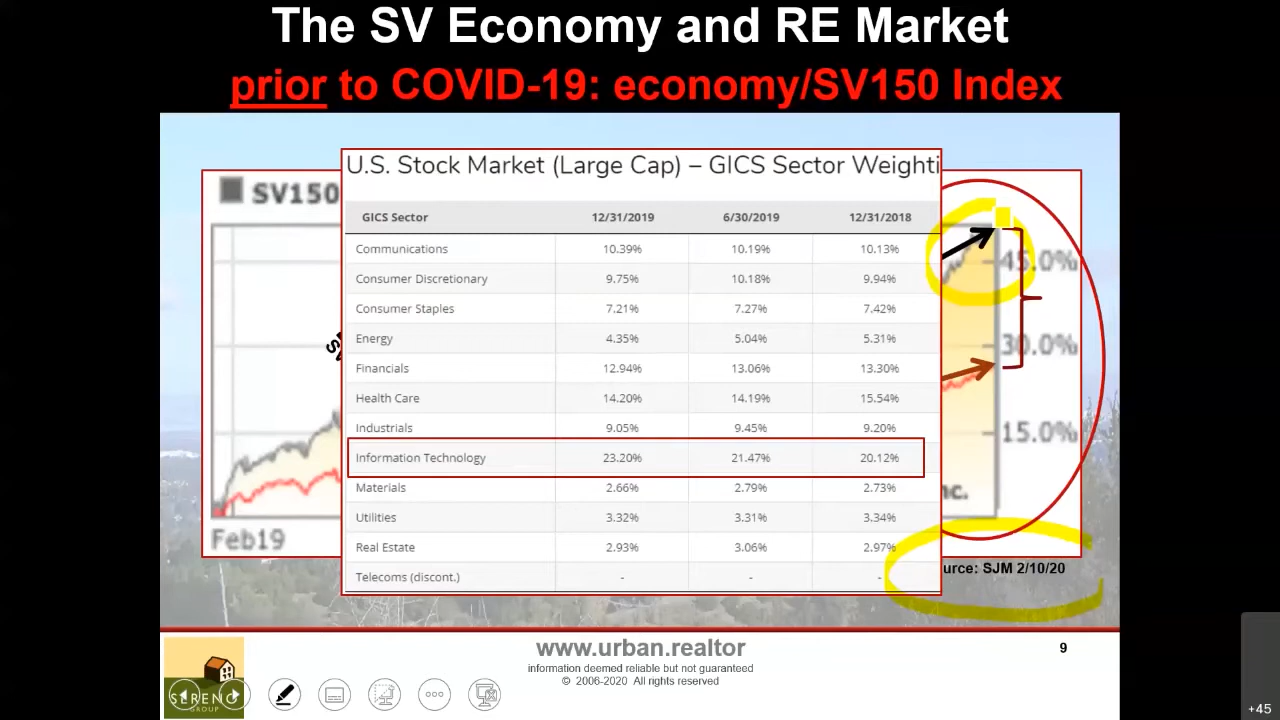 The SV Economy and RE Market
prior to COVID-19: economy/SV150 Index
U.S. Stock Market (Large Cap) – GICS Sector Weighti
SV150
GICS Sector 12/31/2019 6/30/2019 12/31/2018
Communications 10.39% 10.19% 10.13%
Consumer Discretionary 9.75% 10.18% 9.94%
Consumer Staples 7.21% 7.27% 7.42%
Energy 4.35% 5.04% 5.31%
Financials 12.94% 13.06% 13.30%
Health Care 14.20% 14.19% 15.54%
Industrials 9.05% 9.45% 9.20%
Information Technology 23.20% 21.47% 20.12%
Materials 2.66% 2.79% 2.73%
Utilities 3.32% 3.31% 3.34%
Real Estate 2.93% 3.06% 2.97%
Telecoms (discont.) - - -
45.0%
30.0%
15.0%
nc.
Feb19
urce: SJM 2/10/20
www.urban.realtor
information deemed reliable but not guaranteed
© 2006-2020 All rights reserved
9
SERENO
GROUP
+45